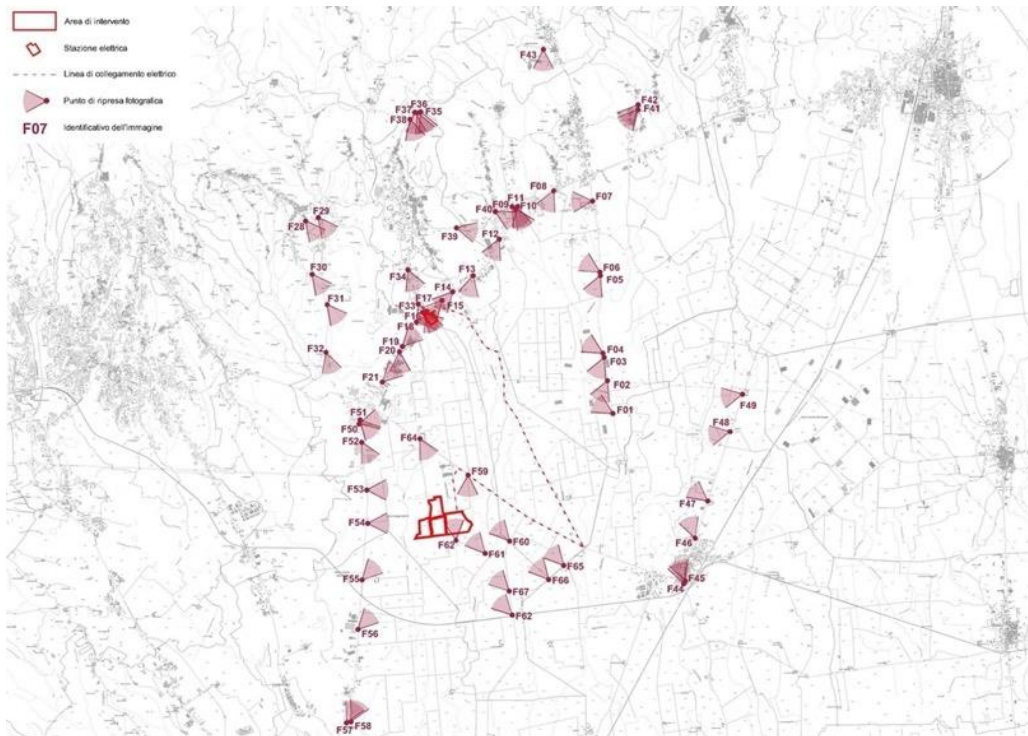 Area di intervento
Stazione elettrica
Linea di collegamento elettrico
Punto di ripresa fotografica
F07 Identificativo dell'immagine
F43
F36
F37
F35
F38
F42
F41
F08
F07
F11
F09
F10
F40
F29
F28
F39
F12
F06
F05
F30
F34
F13
F14
F31
F17
F33
F15
F18
F19
F20
F32
F04
F03
F21
F02
F49
F01
F51
F50
F48
F52
F64
F59
F53
F47
F54
F62
F60
F46
F61
F65
F55
F66
F45
F44
F67
F62
F56
F57
F58